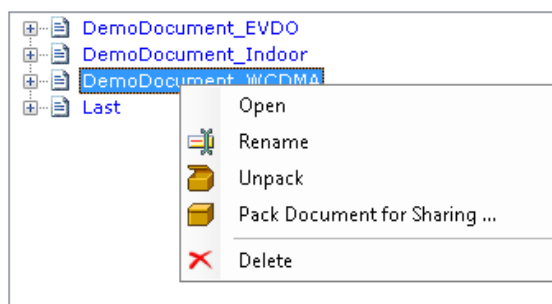 DemoDocument_EVDO
DemoDocument_Indoor
DemoDocument_WCDMA
Last
Open
Rename
Unpack
Pack Document for Sharing ...
Delete